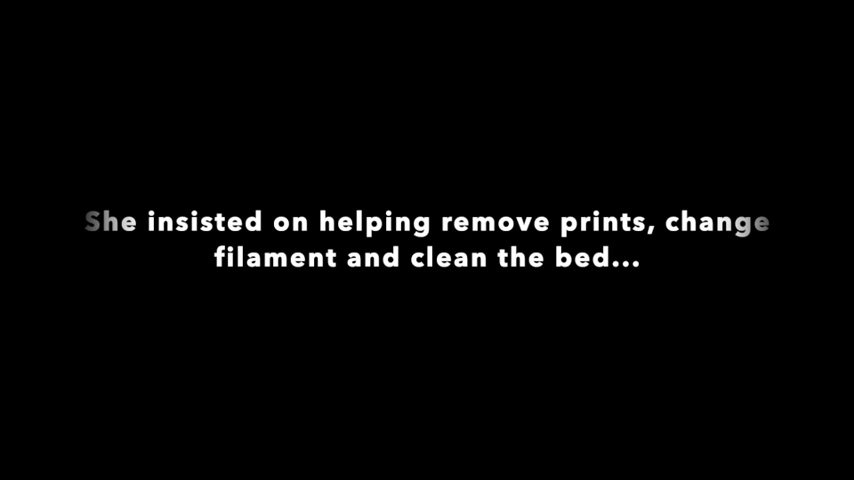 She insisted on helping remove prints, change
filament and clean the bed...